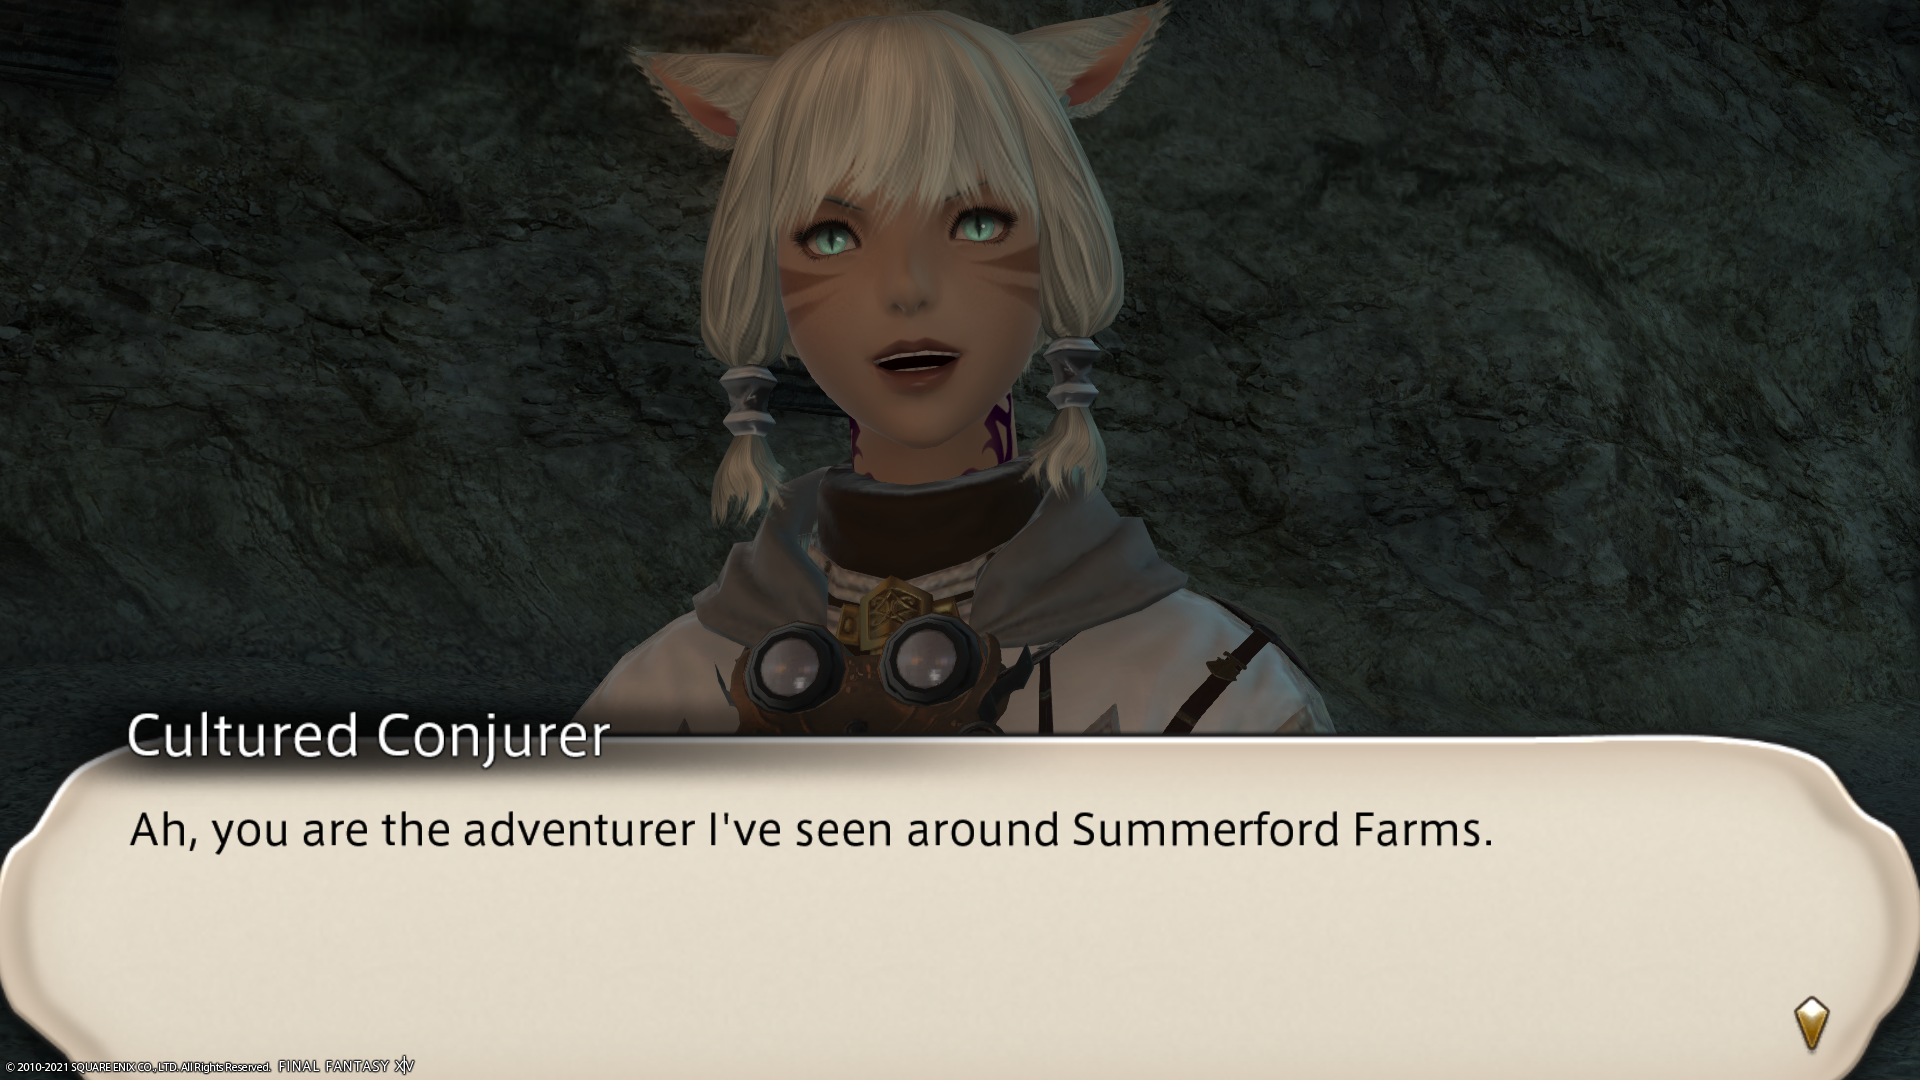 Cultured Conjurer
Ah, you are the adventurer I've seen around Summerford Farms.
© 2010-2021 SQUARE ENIX CO., LTD. All Rights Reserved. FINAL FANTASY XIV